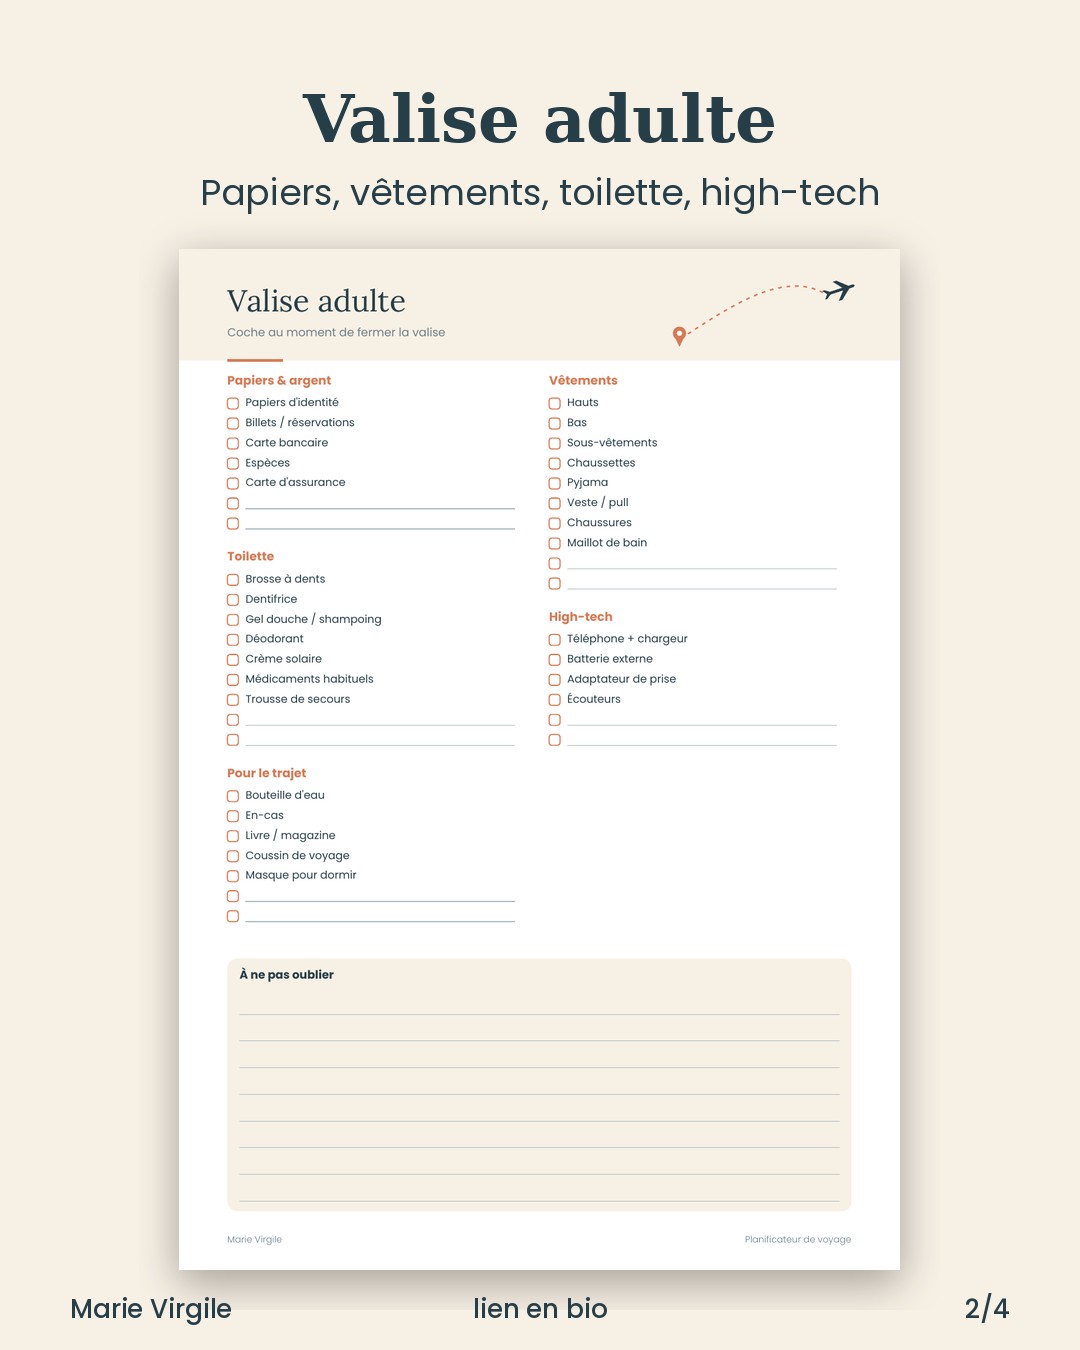 Valise adulte
Papiers, vêtements, toilette, high-tech
Valise adulte
Coche au moment de fermer la valise
Papiers & argent
Papiers d'identité
Billets / réservations
Carte bancaire
Espèces
Carte d'assurance
Toilette
Brosse à dents
Dentifrice
Gel douche / shampoing
Déodorant
Crème solaire
Médicaments habituels
Trousse de secours
Pour le trajet
Bouteille d'eau
En-cas
Livre / magazine
Coussin de voyage
Masque pour dormir
Vêtements
Hauts
Bas
Sous-vêtements
Chaussettes
Pyjama
Veste / pull
Chaussures
Maillot de bain
High-tech
Téléphone + chargeur
Batterie externe
Adaptateur de prise
Écouteurs
À ne pas oublier
Marie Virgile
Planificateur de voyage
Marie Virgile
lien en bio
2/4